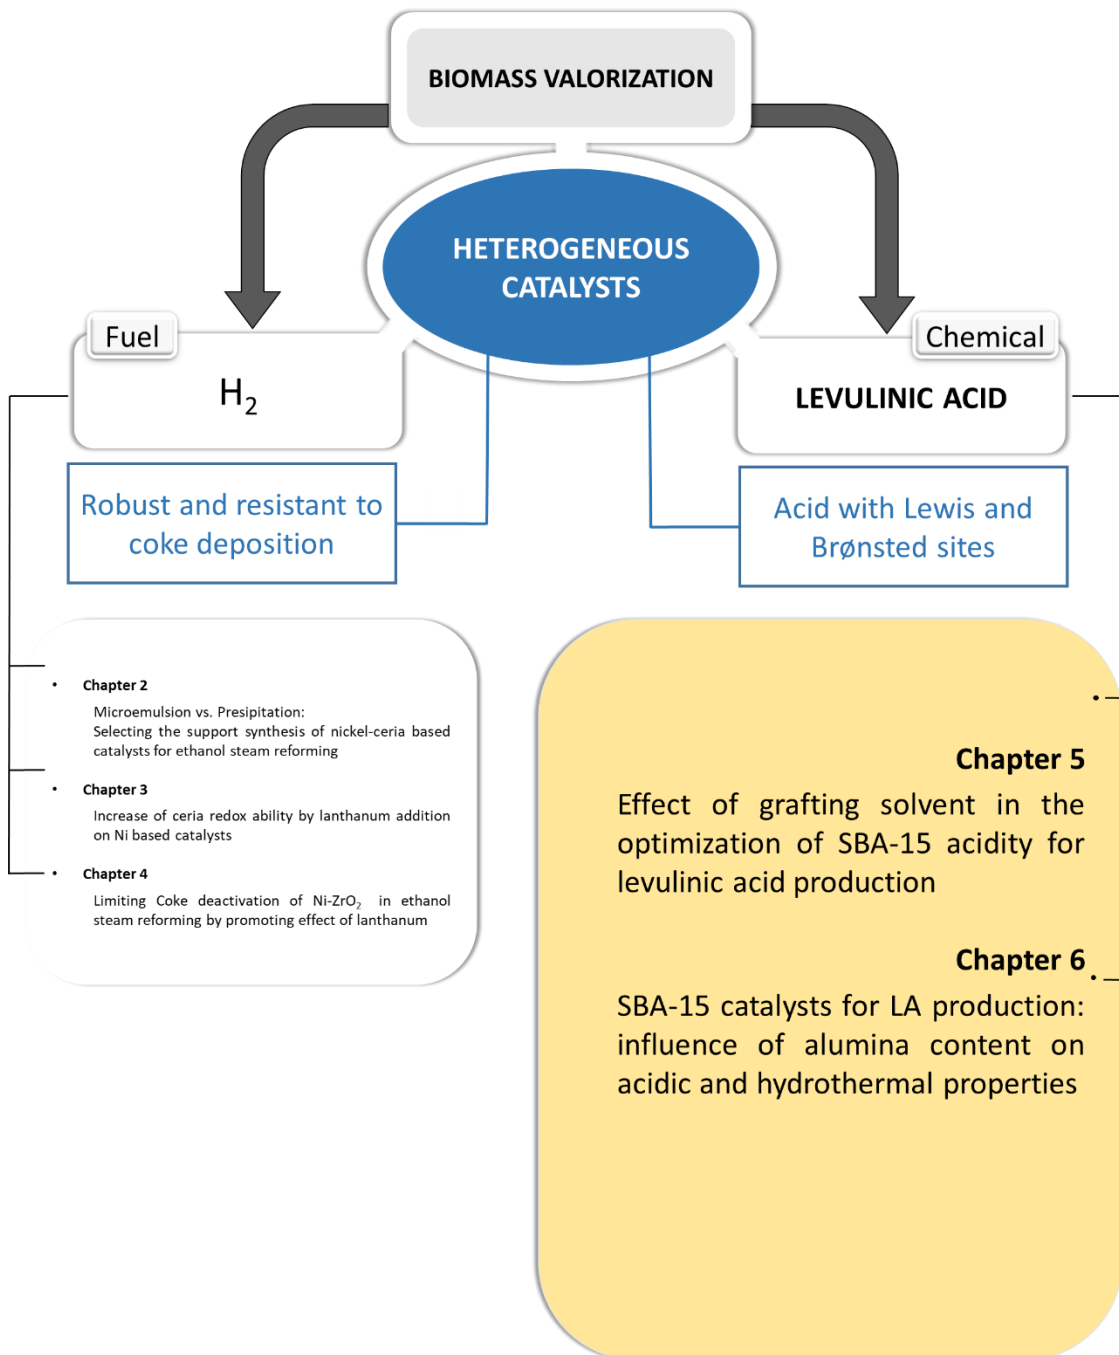 BIOMASS VALORIZATION
HETEROGENEOUS
CATALYSTS
Fuel
H₂
Chemical
LEVULINIC ACID
Robust and resistant to
coke deposition
Acid with Lewis and
Brønsted sites
• Chapter 2
Microemulsion vs. Presipitation:
Selecting the support synthesis of nickel-ceria based
catalysts for ethanol steam reforming
• Chapter 3
Increase of ceria redox ability by lanthanum addition
on Ni based catalysts
• Chapter 4
Limiting Coke deactivation of Ni-ZrO₂ in ethanol
steam reforming by promoting effect of lanthanum
• Chapter 5
Effect of grafting solvent in the
optimization of SBA-15 acidity for
levulinic acid production
• Chapter 6
SBA-15 catalysts for LA production:
influence of alumina content on
acidic and hydrothermal properties